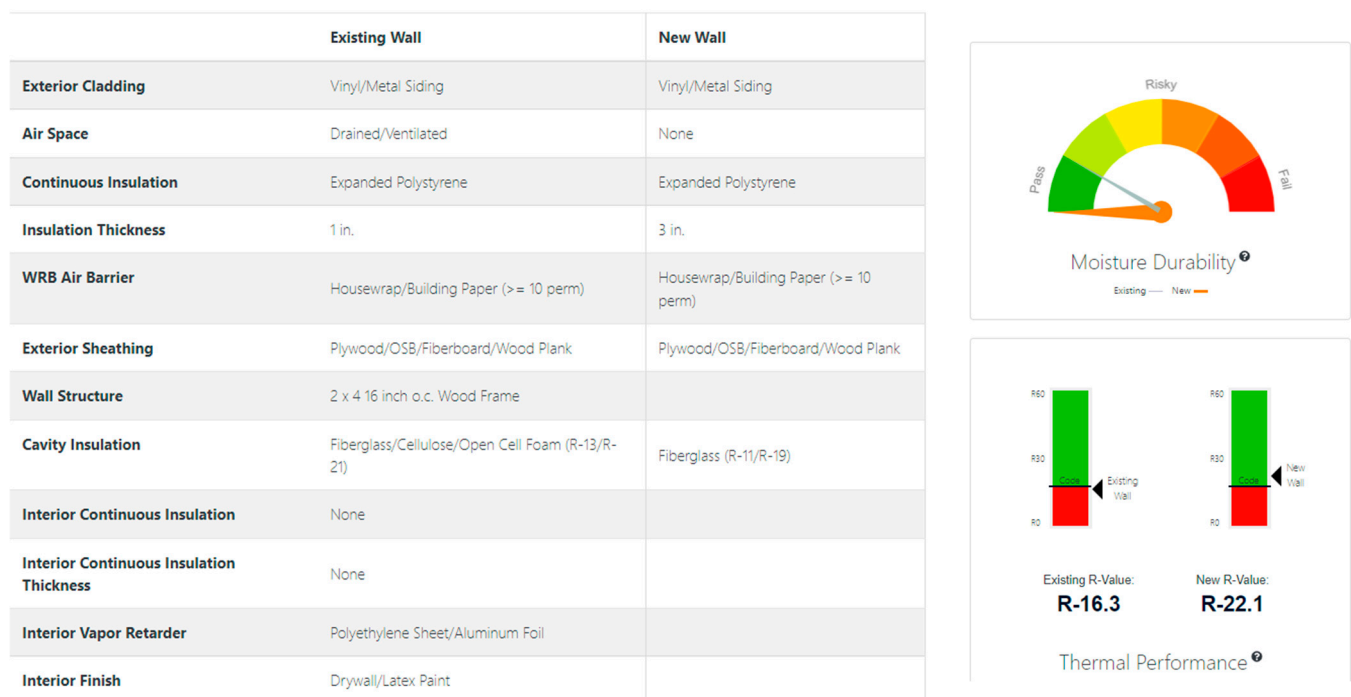 Existing Wall New Wall
Exterior Cladding Vinyl/Metal Siding Vinyl/Metal Siding
Air Space Drained/Ventilated None
Continuous Insulation Expanded Polystyrene Expanded Polystyrene
Insulation Thickness 1 in. 3 in.
WRB Air Barrier Housewrap/Building Paper (>= 10 perm) Housewrap/Building Paper (>= 10
perm)
Exterior Sheathing Plywood/OSB/Fiberboard/Wood Plank Plywood/OSB/Fiberboard/Wood Plank
Wall Structure 2 x 4 16 inch o.c. Wood Frame
Cavity Insulation Fiberglass/Cellulose/Open Cell Foam (R-13/R-
21) Fiberglass (R-11/R-19)
Interior Continuous Insulation None
Interior Continuous Insulation
Thickness None
Interior Vapor Retarder Polyethylene Sheet/Aluminum Foil
Interior Finish Drywall/Latex Paint
Risky
Pass
Fail
Moisture Durability ?
Existing New
R60 R60
R30 R30
Code Code
Existing
Wall
New
Wall
R0 R0
Existing R-Value: New R-Value:
R-16.3 R-22.1
Thermal Performance ?